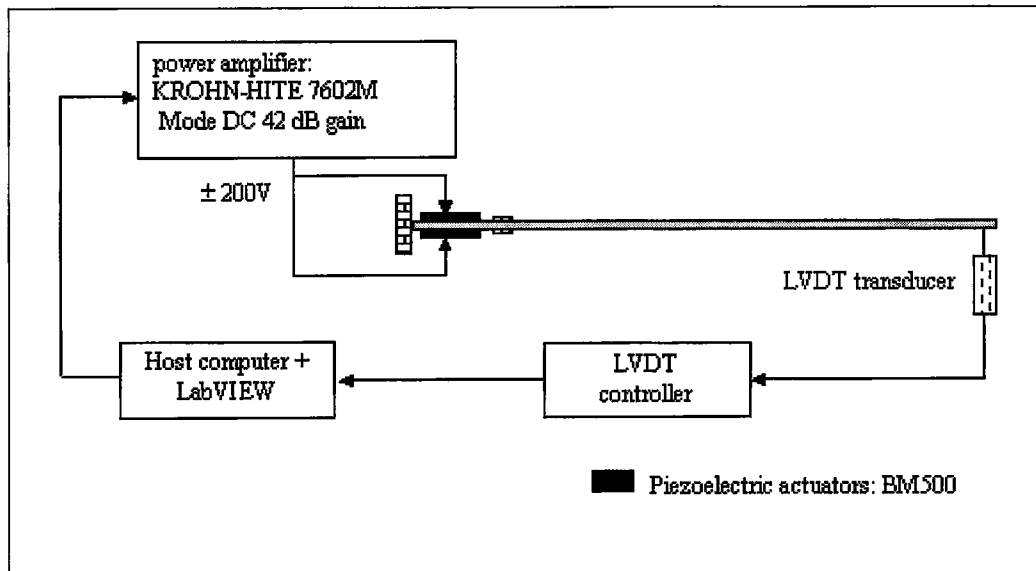 power amplifier:
KROHN-HITE 7602M
Mode DC 42 dB gain
± 200V
LVDT transducer
Host computer +
LabVIEW
LVDT
controller
Piezoelectric actuators: BM500